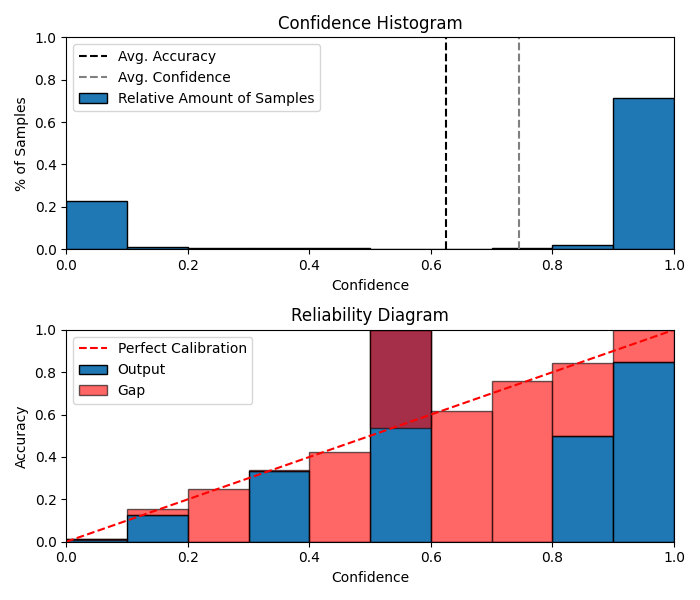 Confidence Histogram
1.0
0.8
0.6
0.4
0.2
0.0
% of Samples
Avg. Accuracy
Avg. Confidence
Relative Amount of Samples
0.0 0.2 0.4 0.6 0.8 1.0
Confidence
Reliability Diagram
1.0
0.8
0.6
0.4
0.2
0.0
Accuracy
Perfect Calibration
Output
Gap
0.0 0.2 0.4 0.6 0.8 1.0
Confidence